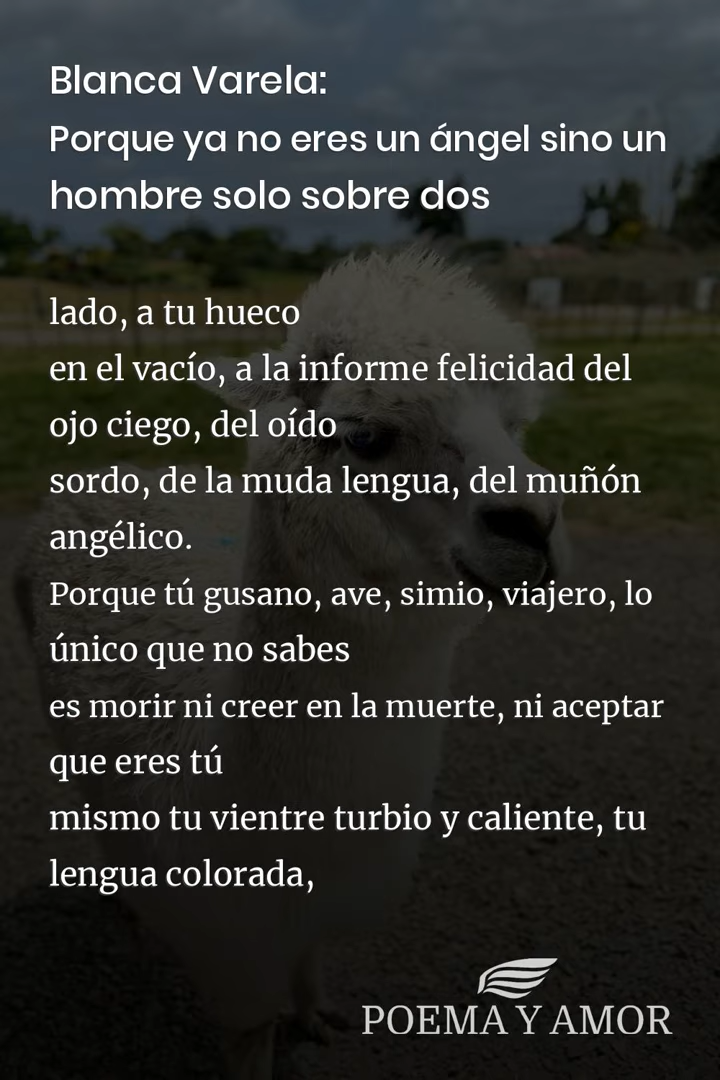 Blanca Varela:
Porque ya no eres un ángel sino un
hombre solo sobre dos
lado, a tu hueco
en el vacío, a la informe felicidad del
ojo ciego, del oído
sordo, de la muda lengua, del muñón
angélico.
Porque tú gusano, ave, simio, viajero, lo
único que no sabes
es morir ni creer en la muerte, ni aceptar
que eres tú
mismo tu vientre turbio y caliente, tu
lengua colorada,
POEMA Y AMOR